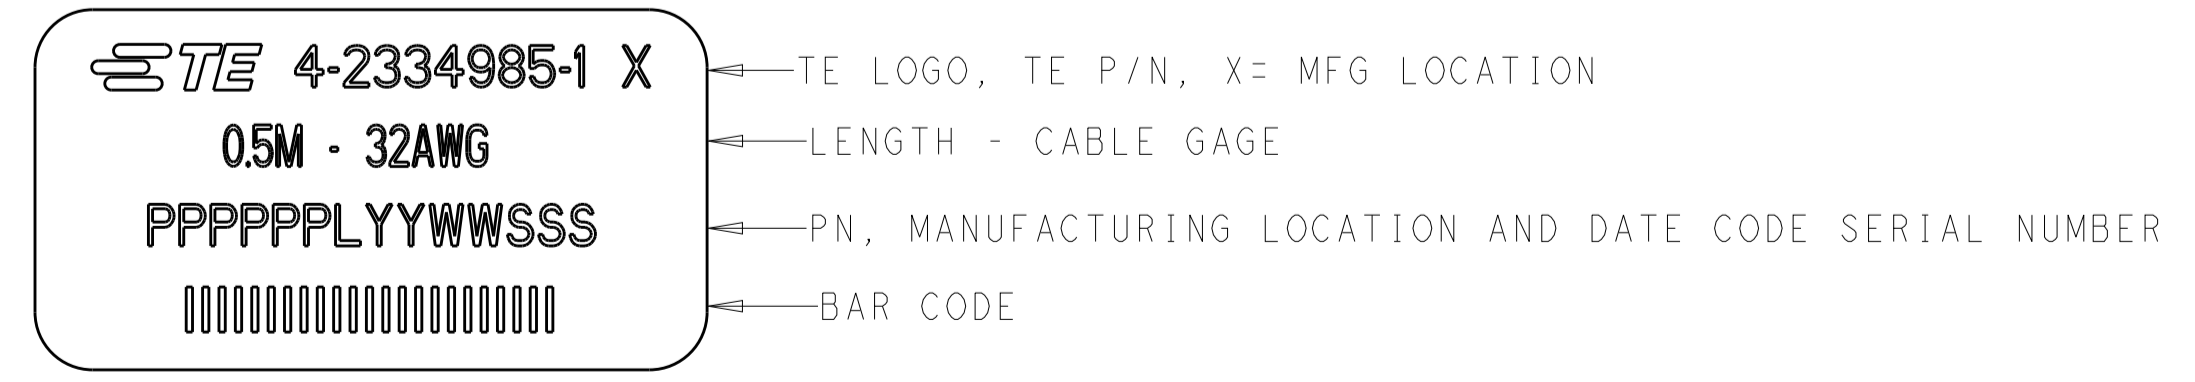 TE 4-2334985-1 X
TE LOGO, TE P/N, X= MFG LOCATION
0.5M - 32AWG
LENGTH - CABLE GAGE
PPPPPPLYYWWSSS
PN, MANUFACTURING LOCATION AND DATE CODE SERIAL NUMBER
BAR CODE